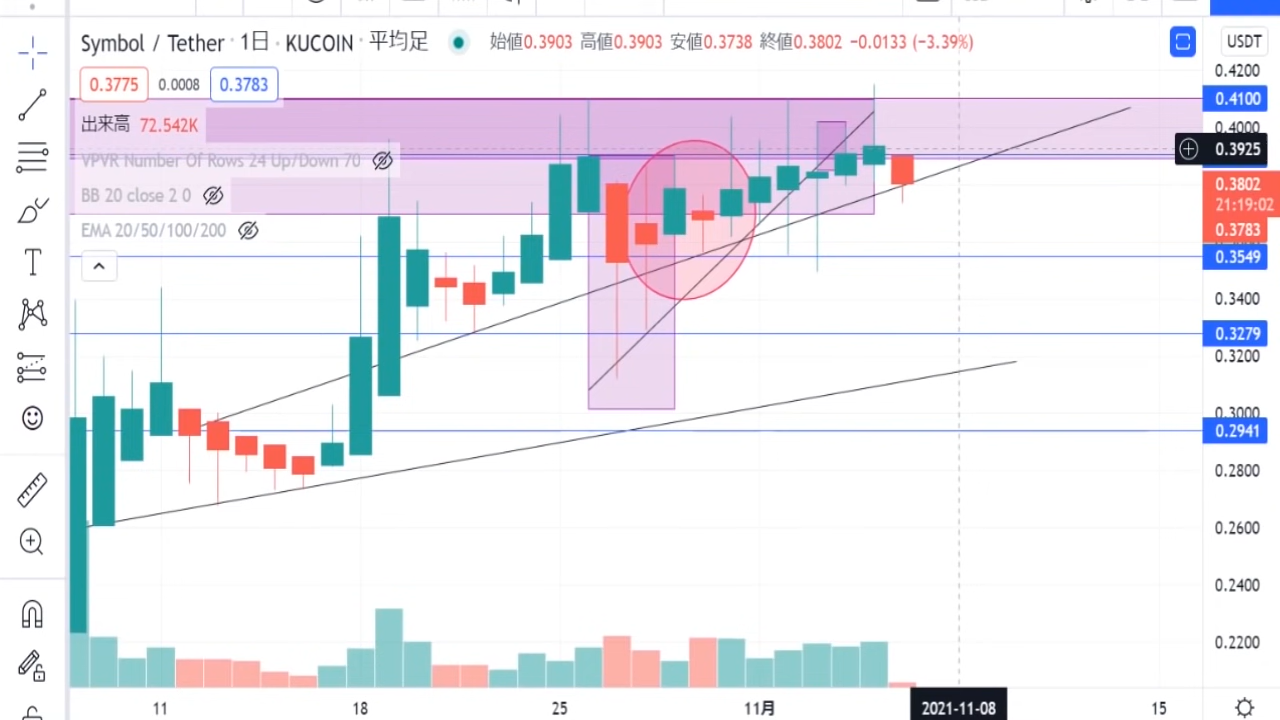 Symbol / Tether · 1日 · KUCOIN · 平均足 始値0.3903 高値0.3903 安値0.3738 終値0.3802 −0.0133 (−3.39%)
USDT
0.3775 0.0008 0.3783
出来高 72.542K
VPVR Number Of Rows 24 Up/Down 70
BB 20 close 2 0
EMA 20/50/100/200
T
0.4200
0.4100
0.4000
0.3925
0.3802
21:19:02
0.3783
0.3549
0.3400
0.3279
0.3200
0.3000
0.2941
0.2800
0.2600
0.2400
0.2200
11 18 25 11月 2021-11-08 15